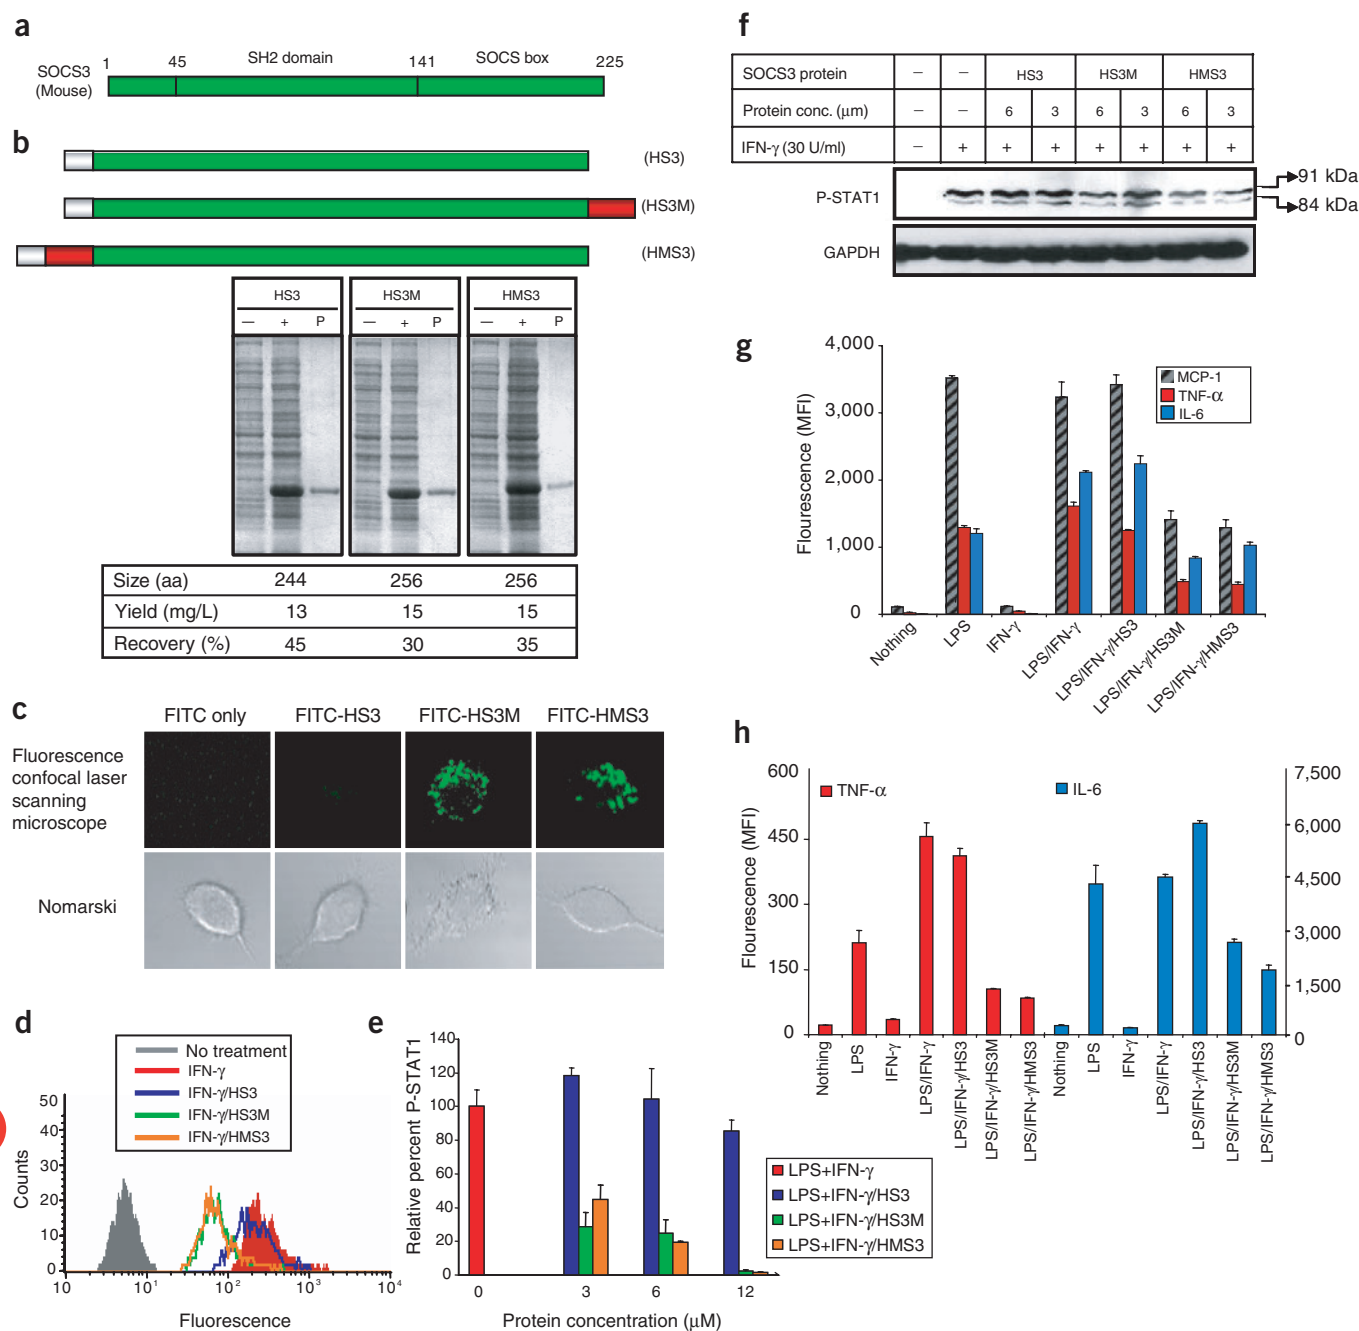 a
1 45 SH2 domain 141 SOCS box 225
SOCS3
(Mouse)
b
(HS3)
(HS3M)
(HMS3)
HS3 HS3M HMS3
— + P — + P — + P
Size (aa) 244 256 256
Yield (mg/L) 13 15 15
Recovery (%) 45 30 35
c
FITC only FITC-HS3 FITC-HS3M FITC-HMS3
Fluorescence
confocal laser
scanning
microscope
Nomarski
d
No treatment
IFN-γ
IFN-γ/HS3
IFN-γ/HS3M
IFN-γ/HMS3
Counts
50
40
30
20
10
0
10 10¹ 10² 10³ 10⁴
Fluorescence
e
Relative percent P-STAT1
140
120
100
80
60
40
20
0
0 3 6 12
Protein concentration (μM)
LPS+IFN-γ
LPS+IFN-γ/HS3
LPS+IFN-γ/HS3M
LPS+IFN-γ/HMS3
f
SOCS3 protein – – HS3 HS3M HMS3
Protein conc. (μm) – – 6 3 6 3 6 3
IFN-γ (30 U/ml) – + + + + + + +
P-STAT1
91 kDa
84 kDa
GAPDH
g
Flourescence (MFI)
4,000
3,000
2,000
1,000
0
MCP-1
TNF-α
IL-6
Nothing
LPS
IFN-γ
LPS/IFN-γ
LPS/IFN-γ/HS3
LPS/IFN-γ/HS3M
LPS/IFN-γ/HMS3
h
Flourescence (MFI)
600
450
300
150
0
TNF-α
IL-6
7,500
6,000
4,500
3,000
1,500
0
Nothing
LPS
IFN-γ
LPS/IFN-γ
LPS/IFN-γ/HS3
LPS/IFN-γ/HS3M
LPS/IFN-γ/HMS3
Nothing
LPS
IFN-γ
LPS/IFN-γ
LPS/IFN-γ/HS3
LPS/IFN-γ/HS3M
LPS/IFN-γ/HMS3